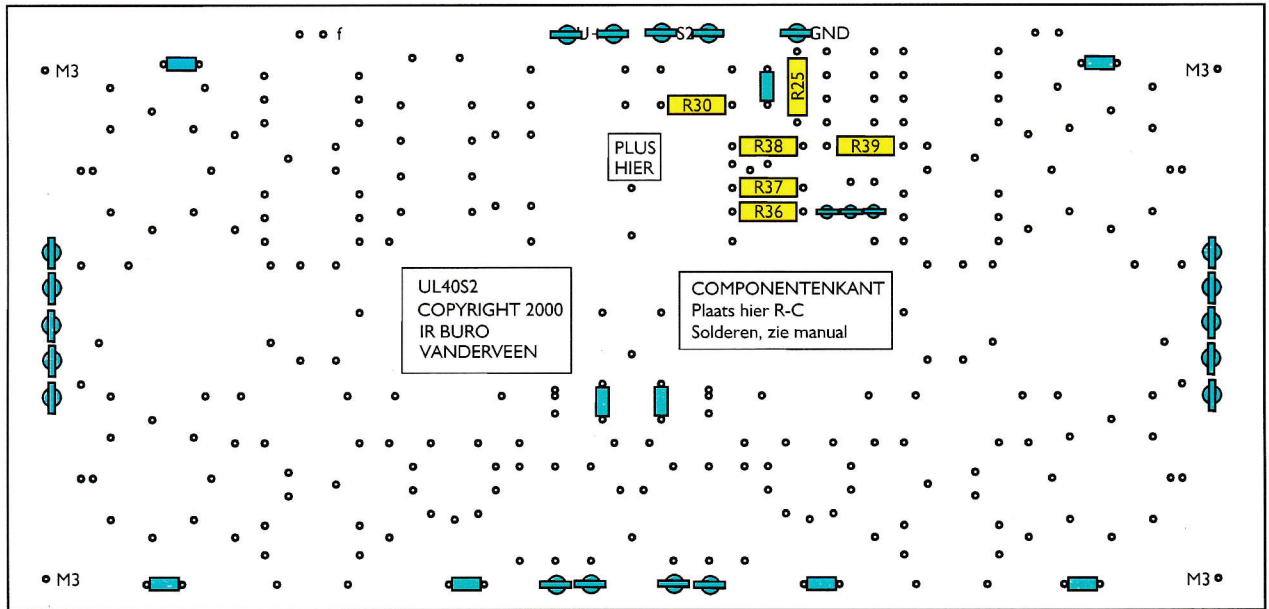 f
U-
S2
GND
M3
M3
R25
R30
R38
R39
PLUS
HIER
R37
R36
UL40S2
COPYRIGHT 2000
IR BURO
VANDERVEEN
COMPONENTENKANT
Plaats hier R-C
Solderen, zie manual
M3
M3